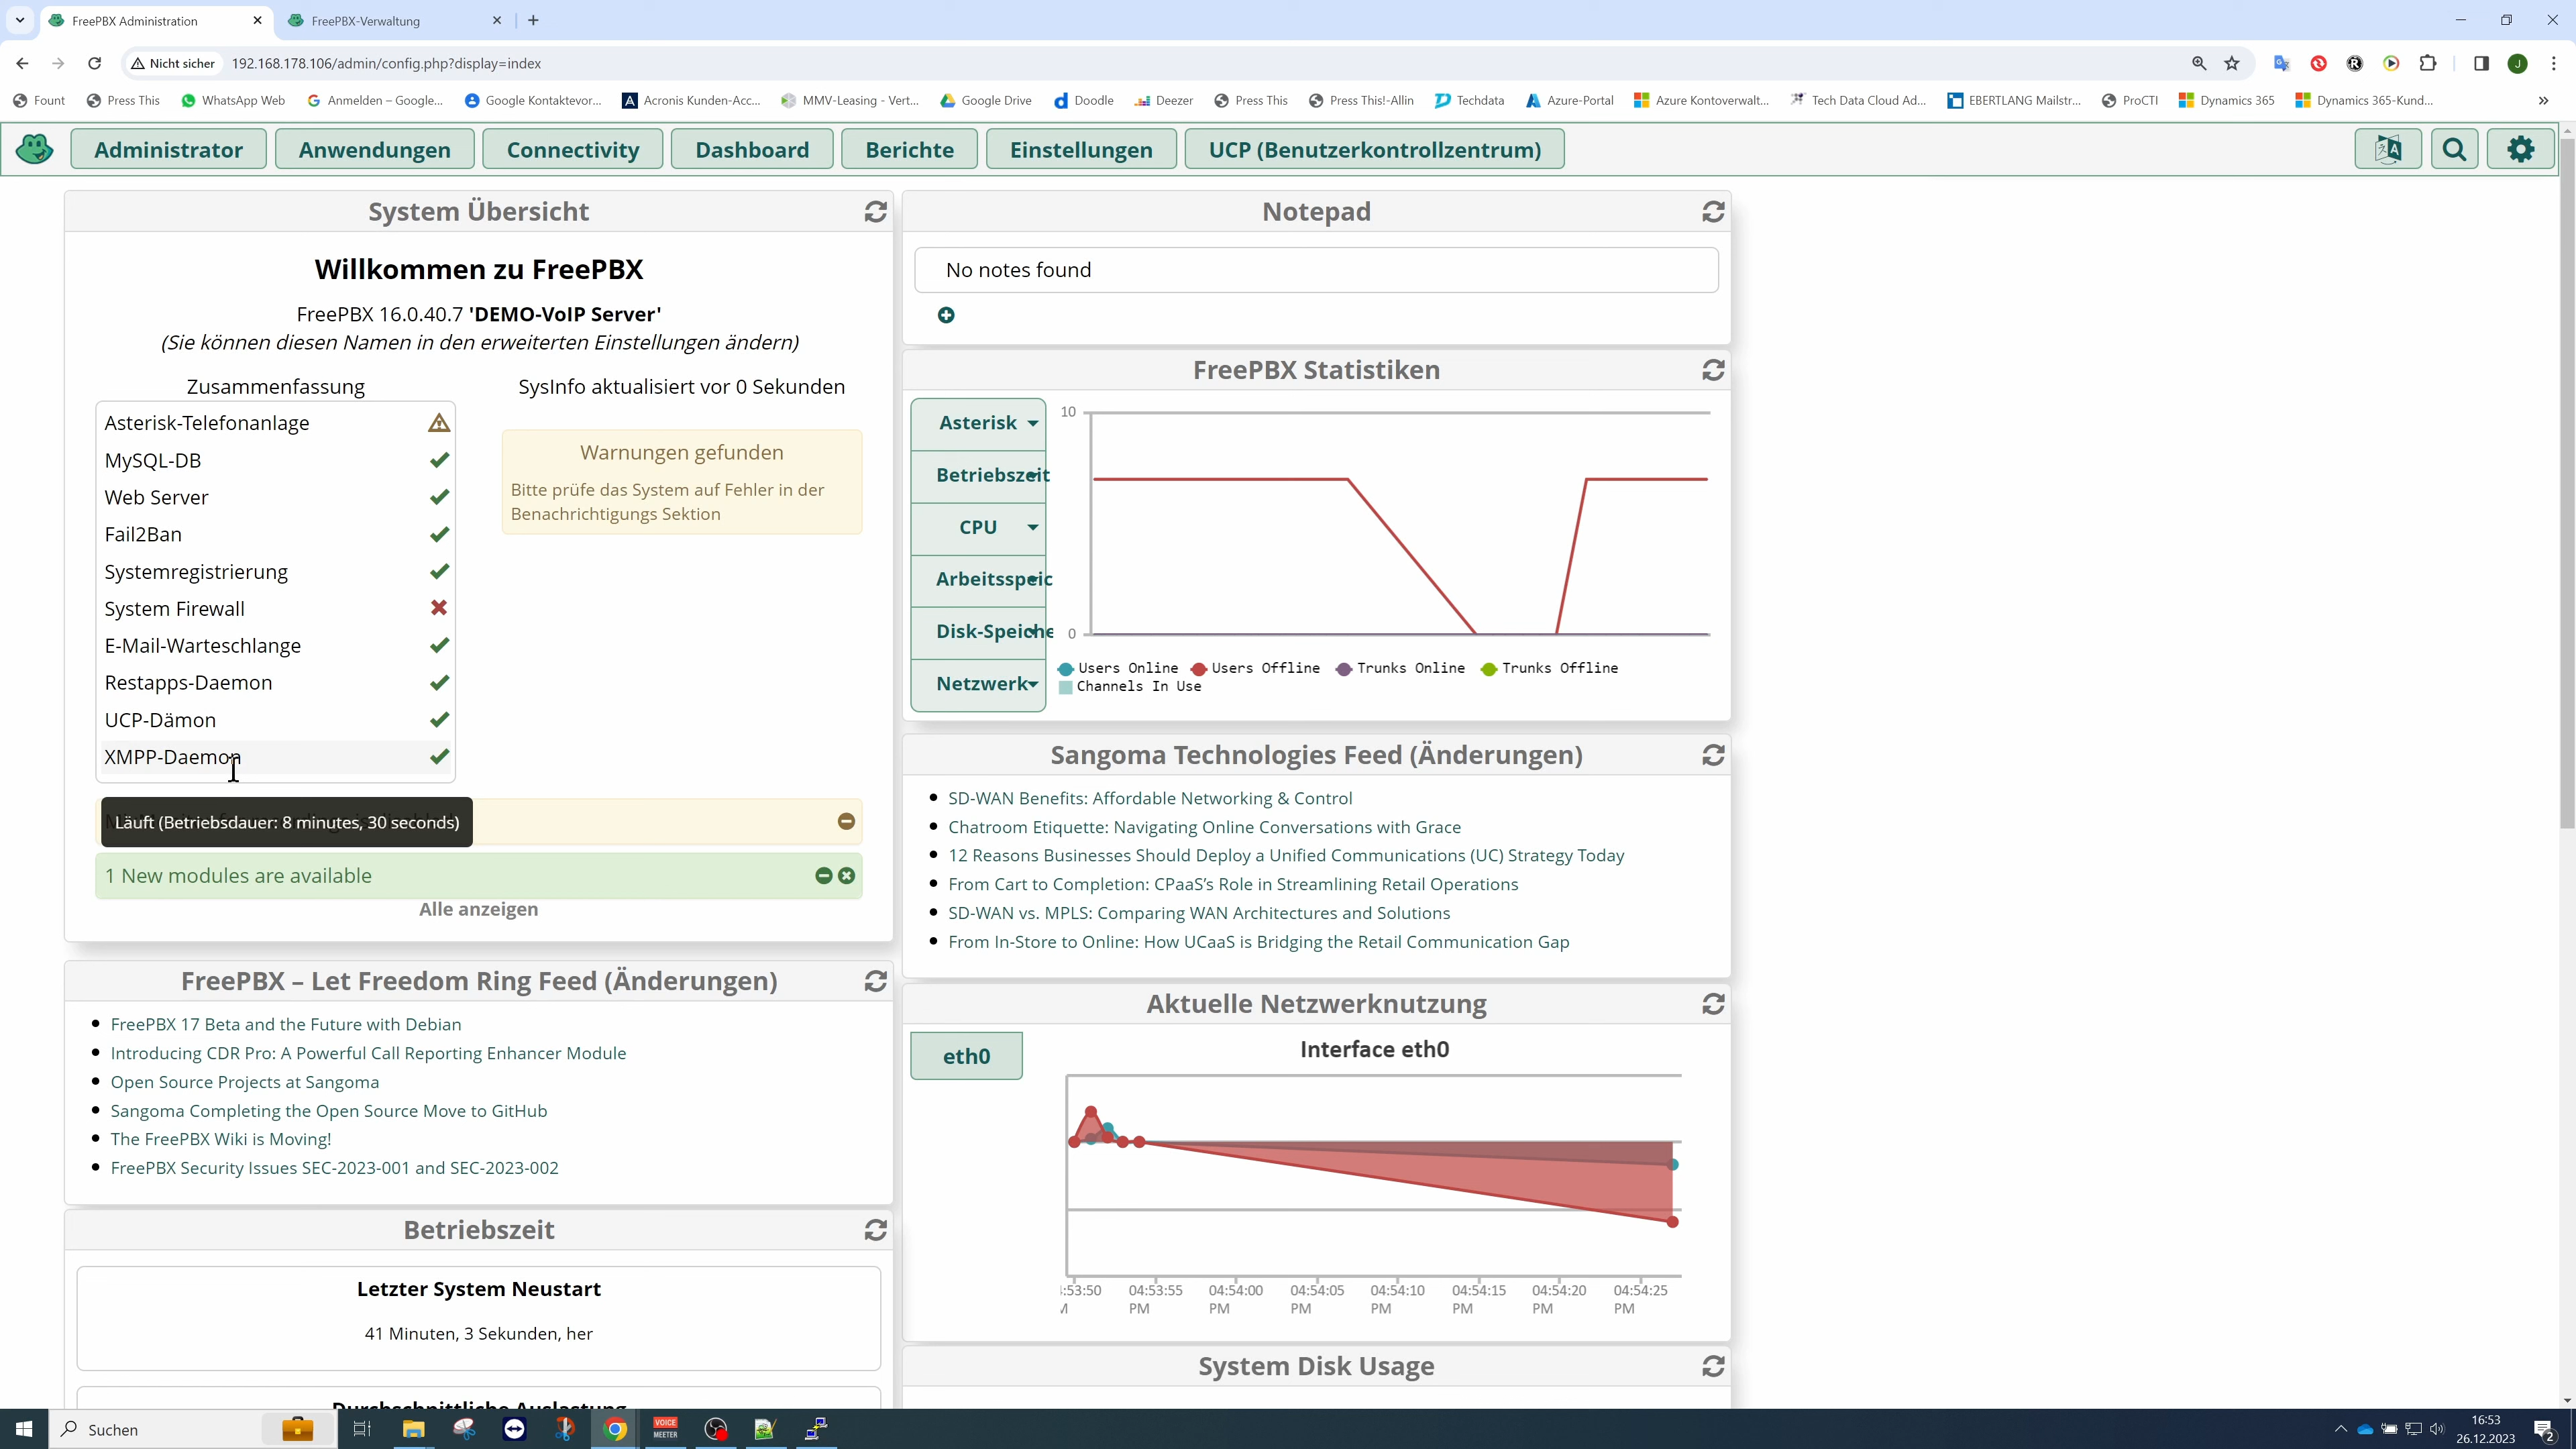 FreePBX Administration
FreePBX-Verwaltung
Nicht sicher
192.168.178.106/admin/config.php?display=index
Fount
Press This
WhatsApp Web
Anmelden – Google...
Google Kontaktevor...
Acronis Kunden-Acc...
MMV-Leasing - Vert...
Google Drive
Doodle
Deezer
Press This
Press This!-Allin
Techdata
Azure-Portal
Azure Kontoverwalt...
Tech Data Cloud Ad...
EBERTLANG Mailstr...
ProCTI
Dynamics 365
Dynamics 365-Kund...
Administrator
Anwendungen
Connectivity
Dashboard
Berichte
Einstellungen
UCP (Benutzerkontrollzentrum)
System Übersicht
Willkommen zu FreePBX
FreePBX 16.0.40.7 'DEMO-VoIP Server'
(Sie können diesen Namen in den erweiterten Einstellungen ändern)
Zusammenfassung
SysInfo aktualisiert vor 0 Sekunden
Asterisk-Telefonanlage
MySQL-DB
Web Server
Fail2Ban
Systemregistrierung
System Firewall
E-Mail-Warteschlange
Restapps-Daemon
UCP-Dämon
XMPP-Daemon
Warnungen gefunden
Bitte prüfe das System auf Fehler in der
Benachrichtigungs Sektion
Läuft (Betriebsdauer: 8 minutes, 30 seconds)
1 New modules are available
Alle anzeigen
FreePBX – Let Freedom Ring Feed (Änderungen)
FreePBX 17 Beta and the Future with Debian
Introducing CDR Pro: A Powerful Call Reporting Enhancer Module
Open Source Projects at Sangoma
Sangoma Completing the Open Source Move to GitHub
The FreePBX Wiki is Moving!
FreePBX Security Issues SEC-2023-001 and SEC-2023-002
Betriebszeit
Letzter System Neustart
41 Minuten, 3 Sekunden, her
Durchschnittliche Auslastung
Notepad
No notes found
FreePBX Statistiken
Asterisk
Betriebszeit
CPU
Arbeitsspeic
Disk-Speiche
Netzwerk
10
0
Users Online
Users Offline
Trunks Online
Trunks Offline
Channels In Use
Sangoma Technologies Feed (Änderungen)
SD-WAN Benefits: Affordable Networking & Control
Chatroom Etiquette: Navigating Online Conversations with Grace
12 Reasons Businesses Should Deploy a Unified Communications (UC) Strategy Today
From Cart to Completion: CPaaS’s Role in Streamlining Retail Operations
SD-WAN vs. MPLS: Comparing WAN Architectures and Solutions
From In-Store to Online: How UCaaS is Bridging the Retail Communication Gap
Aktuelle Netzwerknutzung
eth0
Interface eth0
:53:50
04:53:55 PM
04:54:00 PM
04:54:05 PM
04:54:10 PM
04:54:15 PM
04:54:20 PM
04:54:25 PM
System Disk Usage
Suchen
VOICE
MEETER
16:53
26.12.2023
2